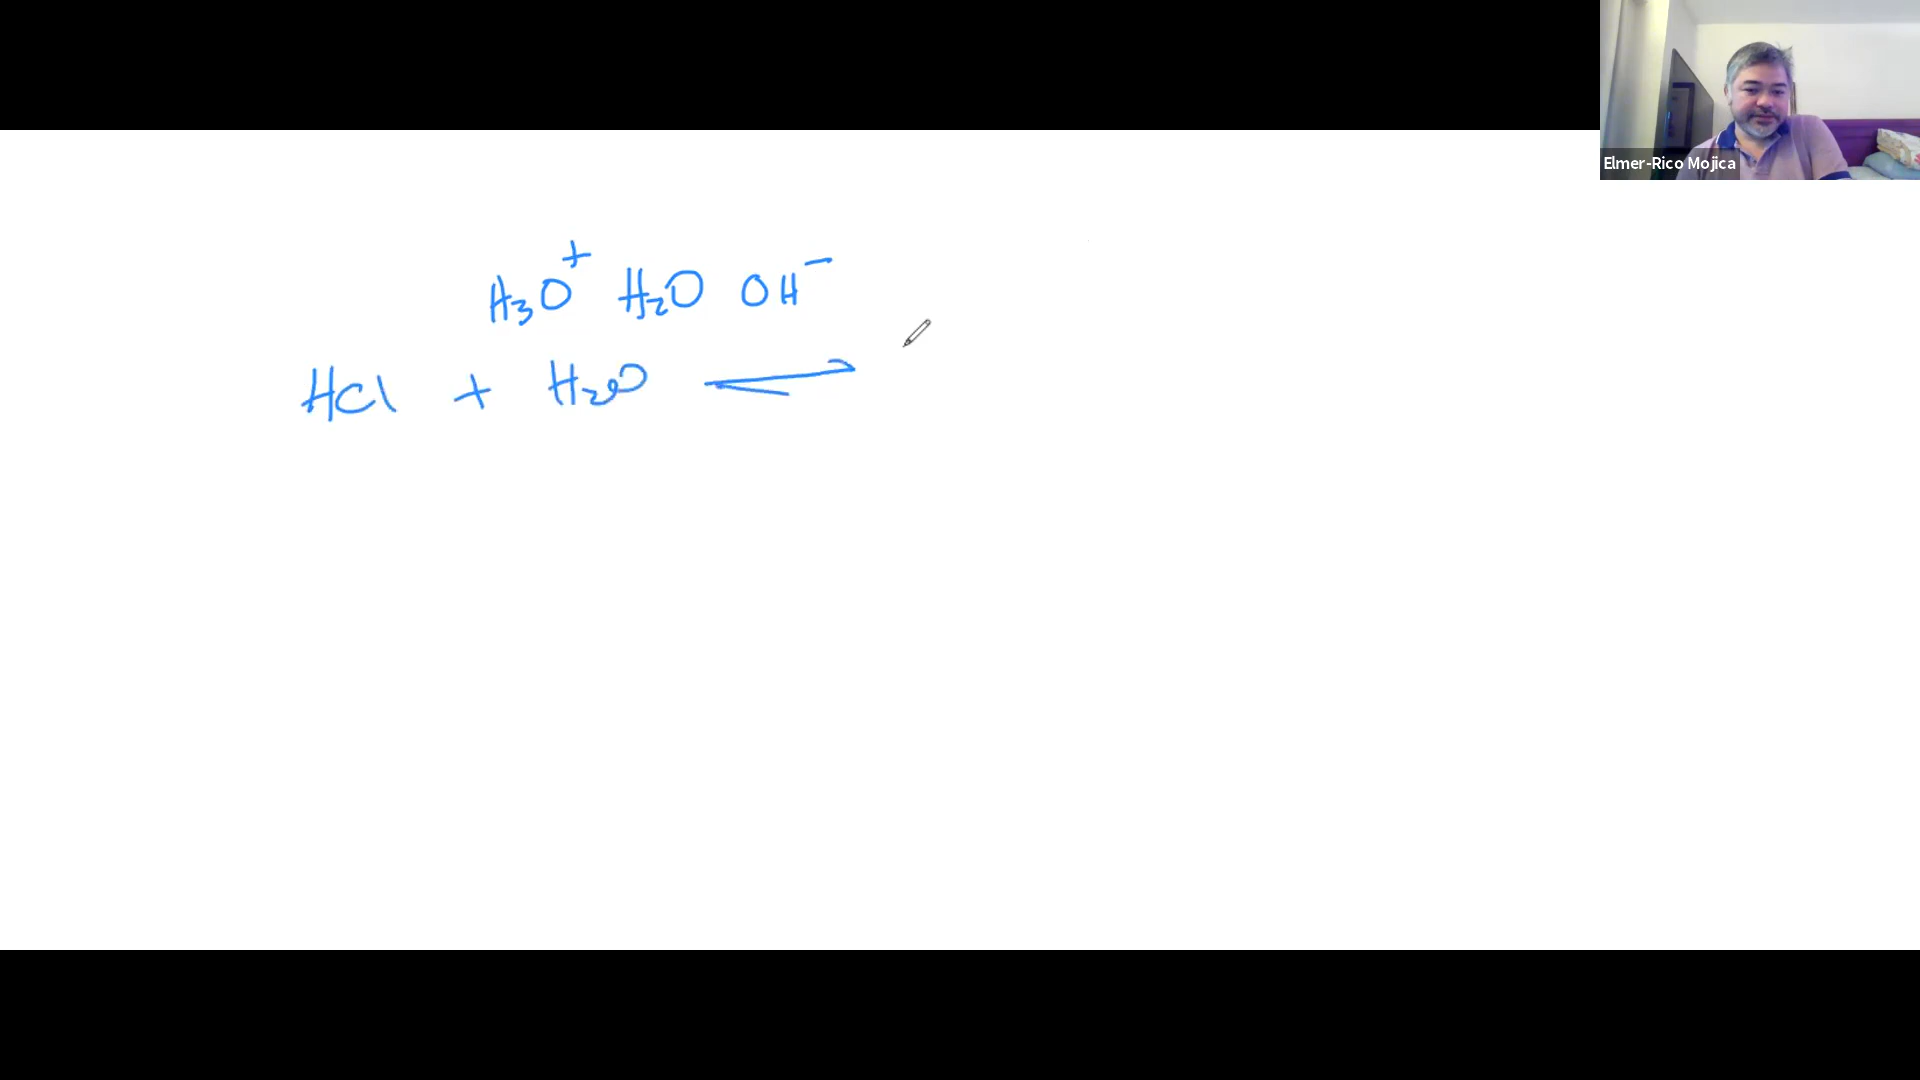 Elmer-Rico Mojica
H₃O⁺ H₂O OH⁻
HCl + H₂O ⇌